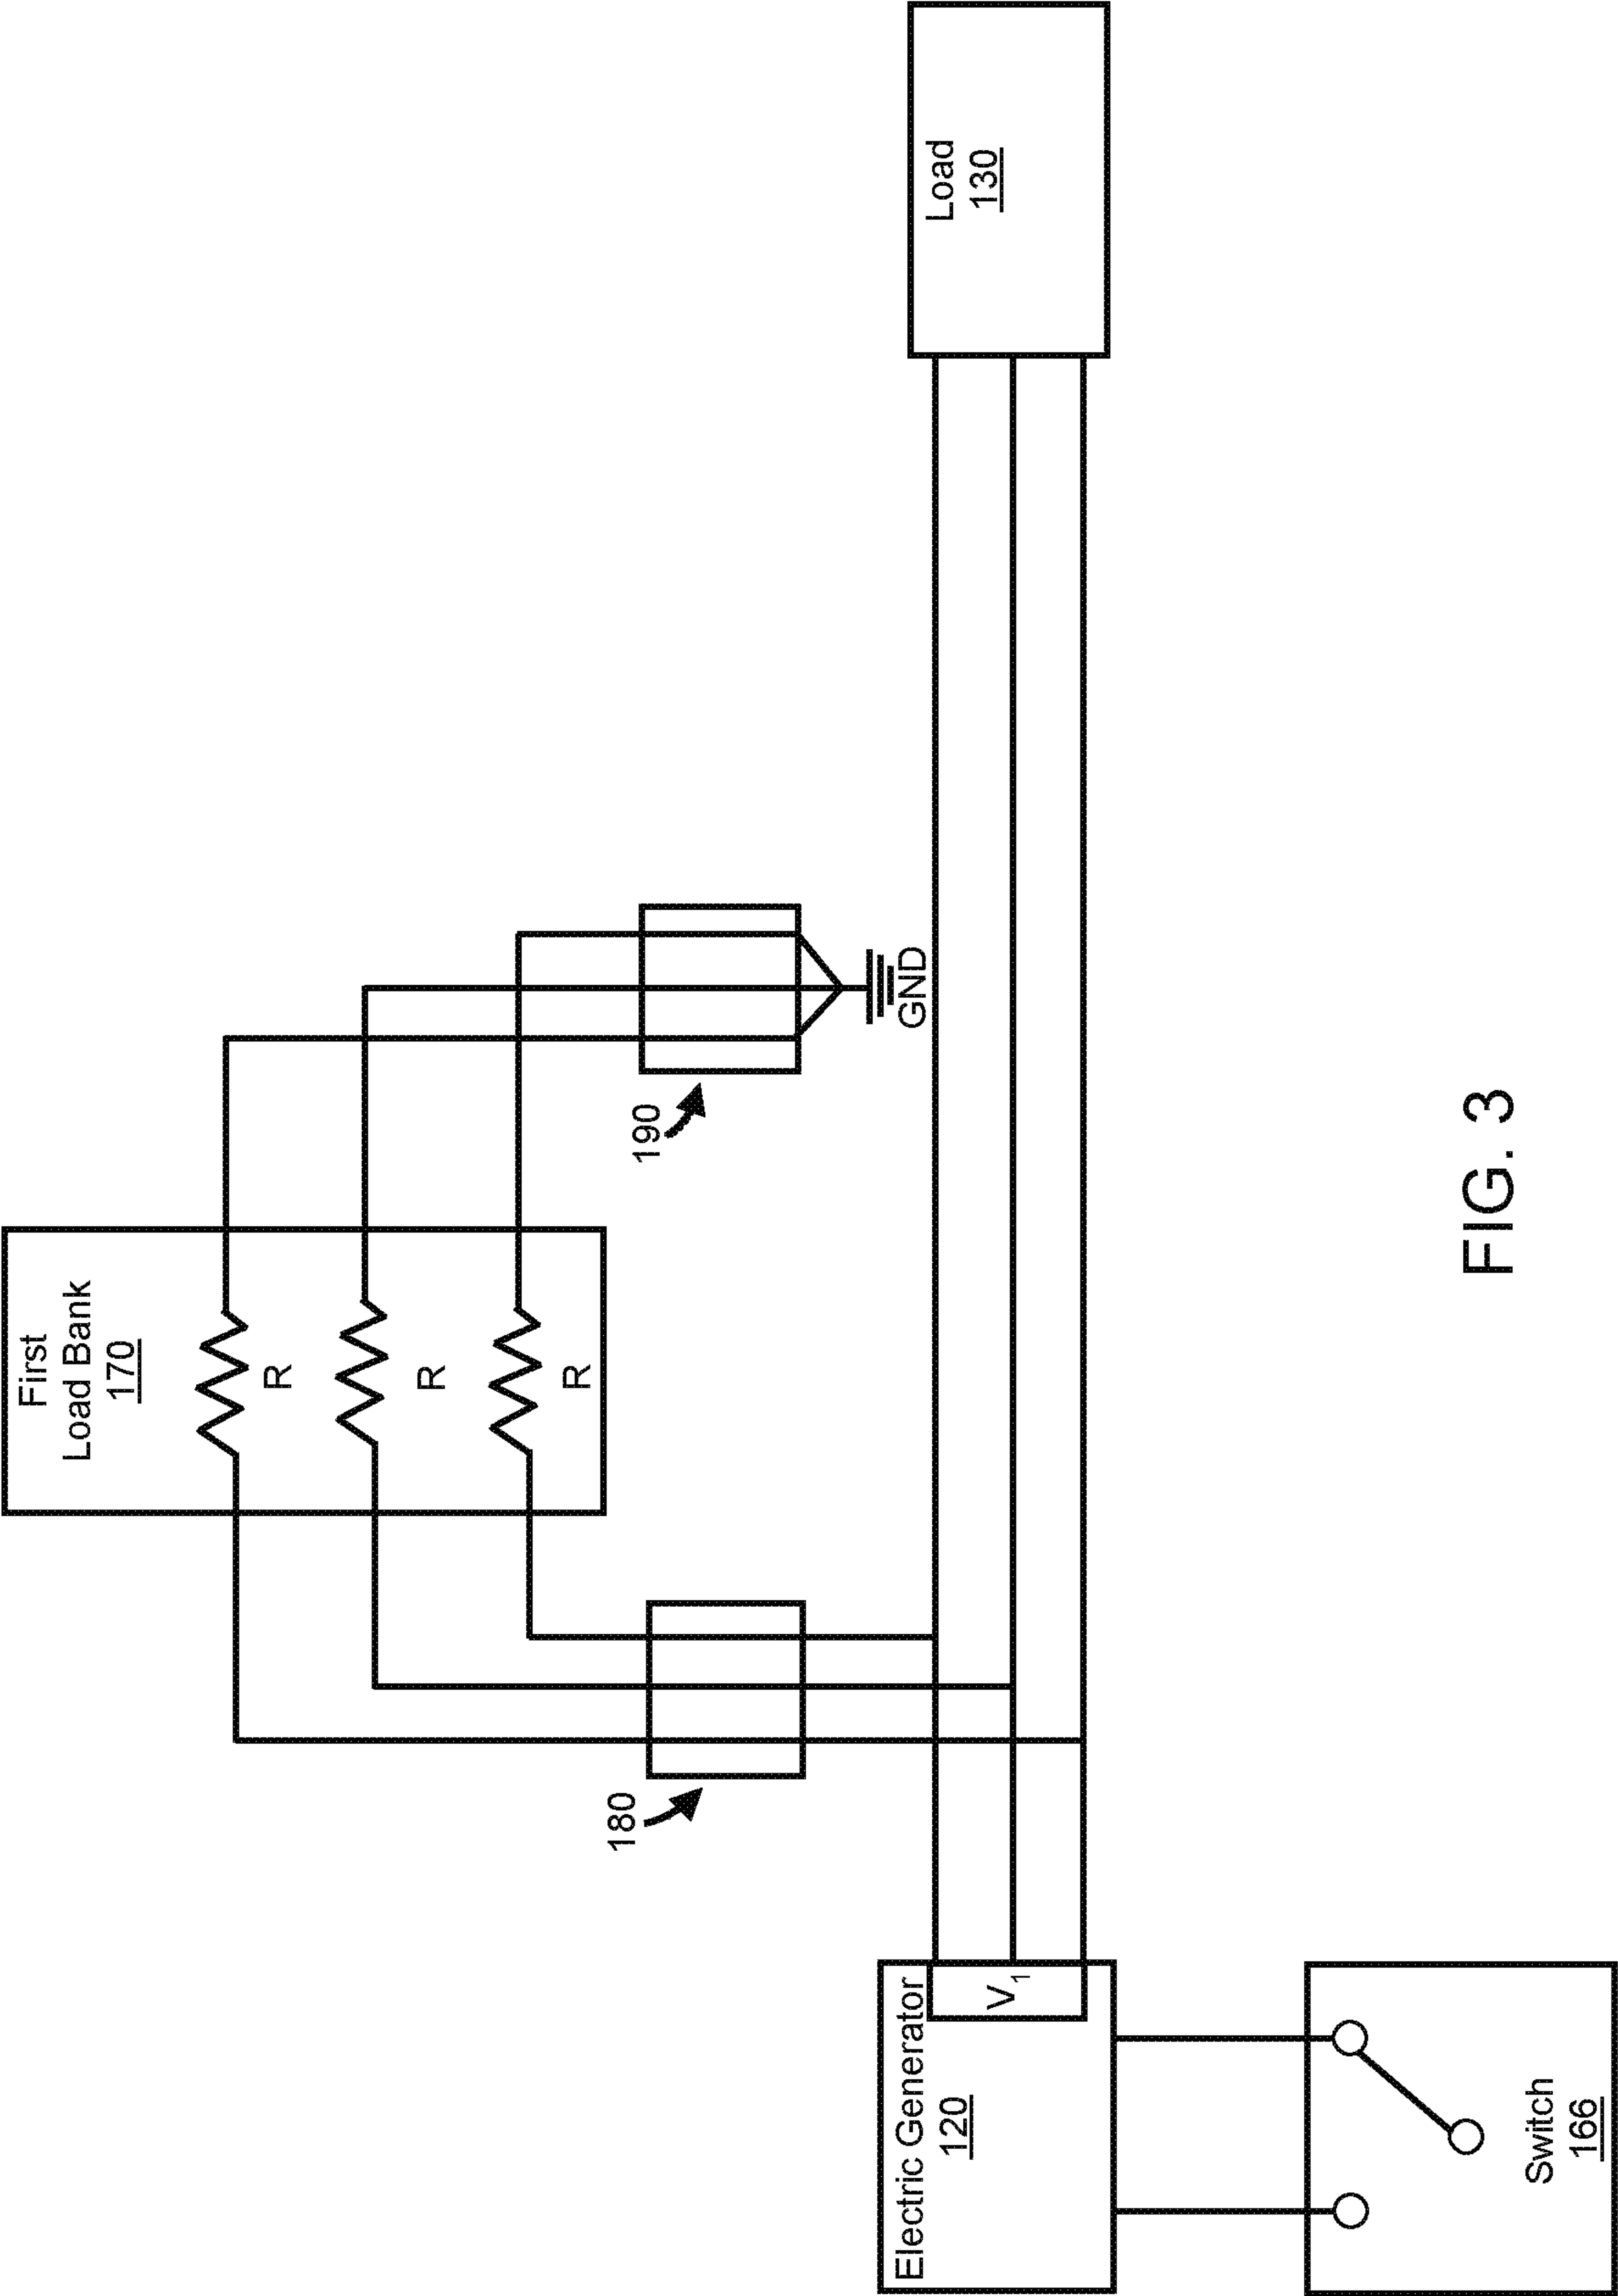 First
Load Bank
170
R
R
R
180
190
GND
Electric Generator
120
V1
Load
130
Switch
166
FIG. 3